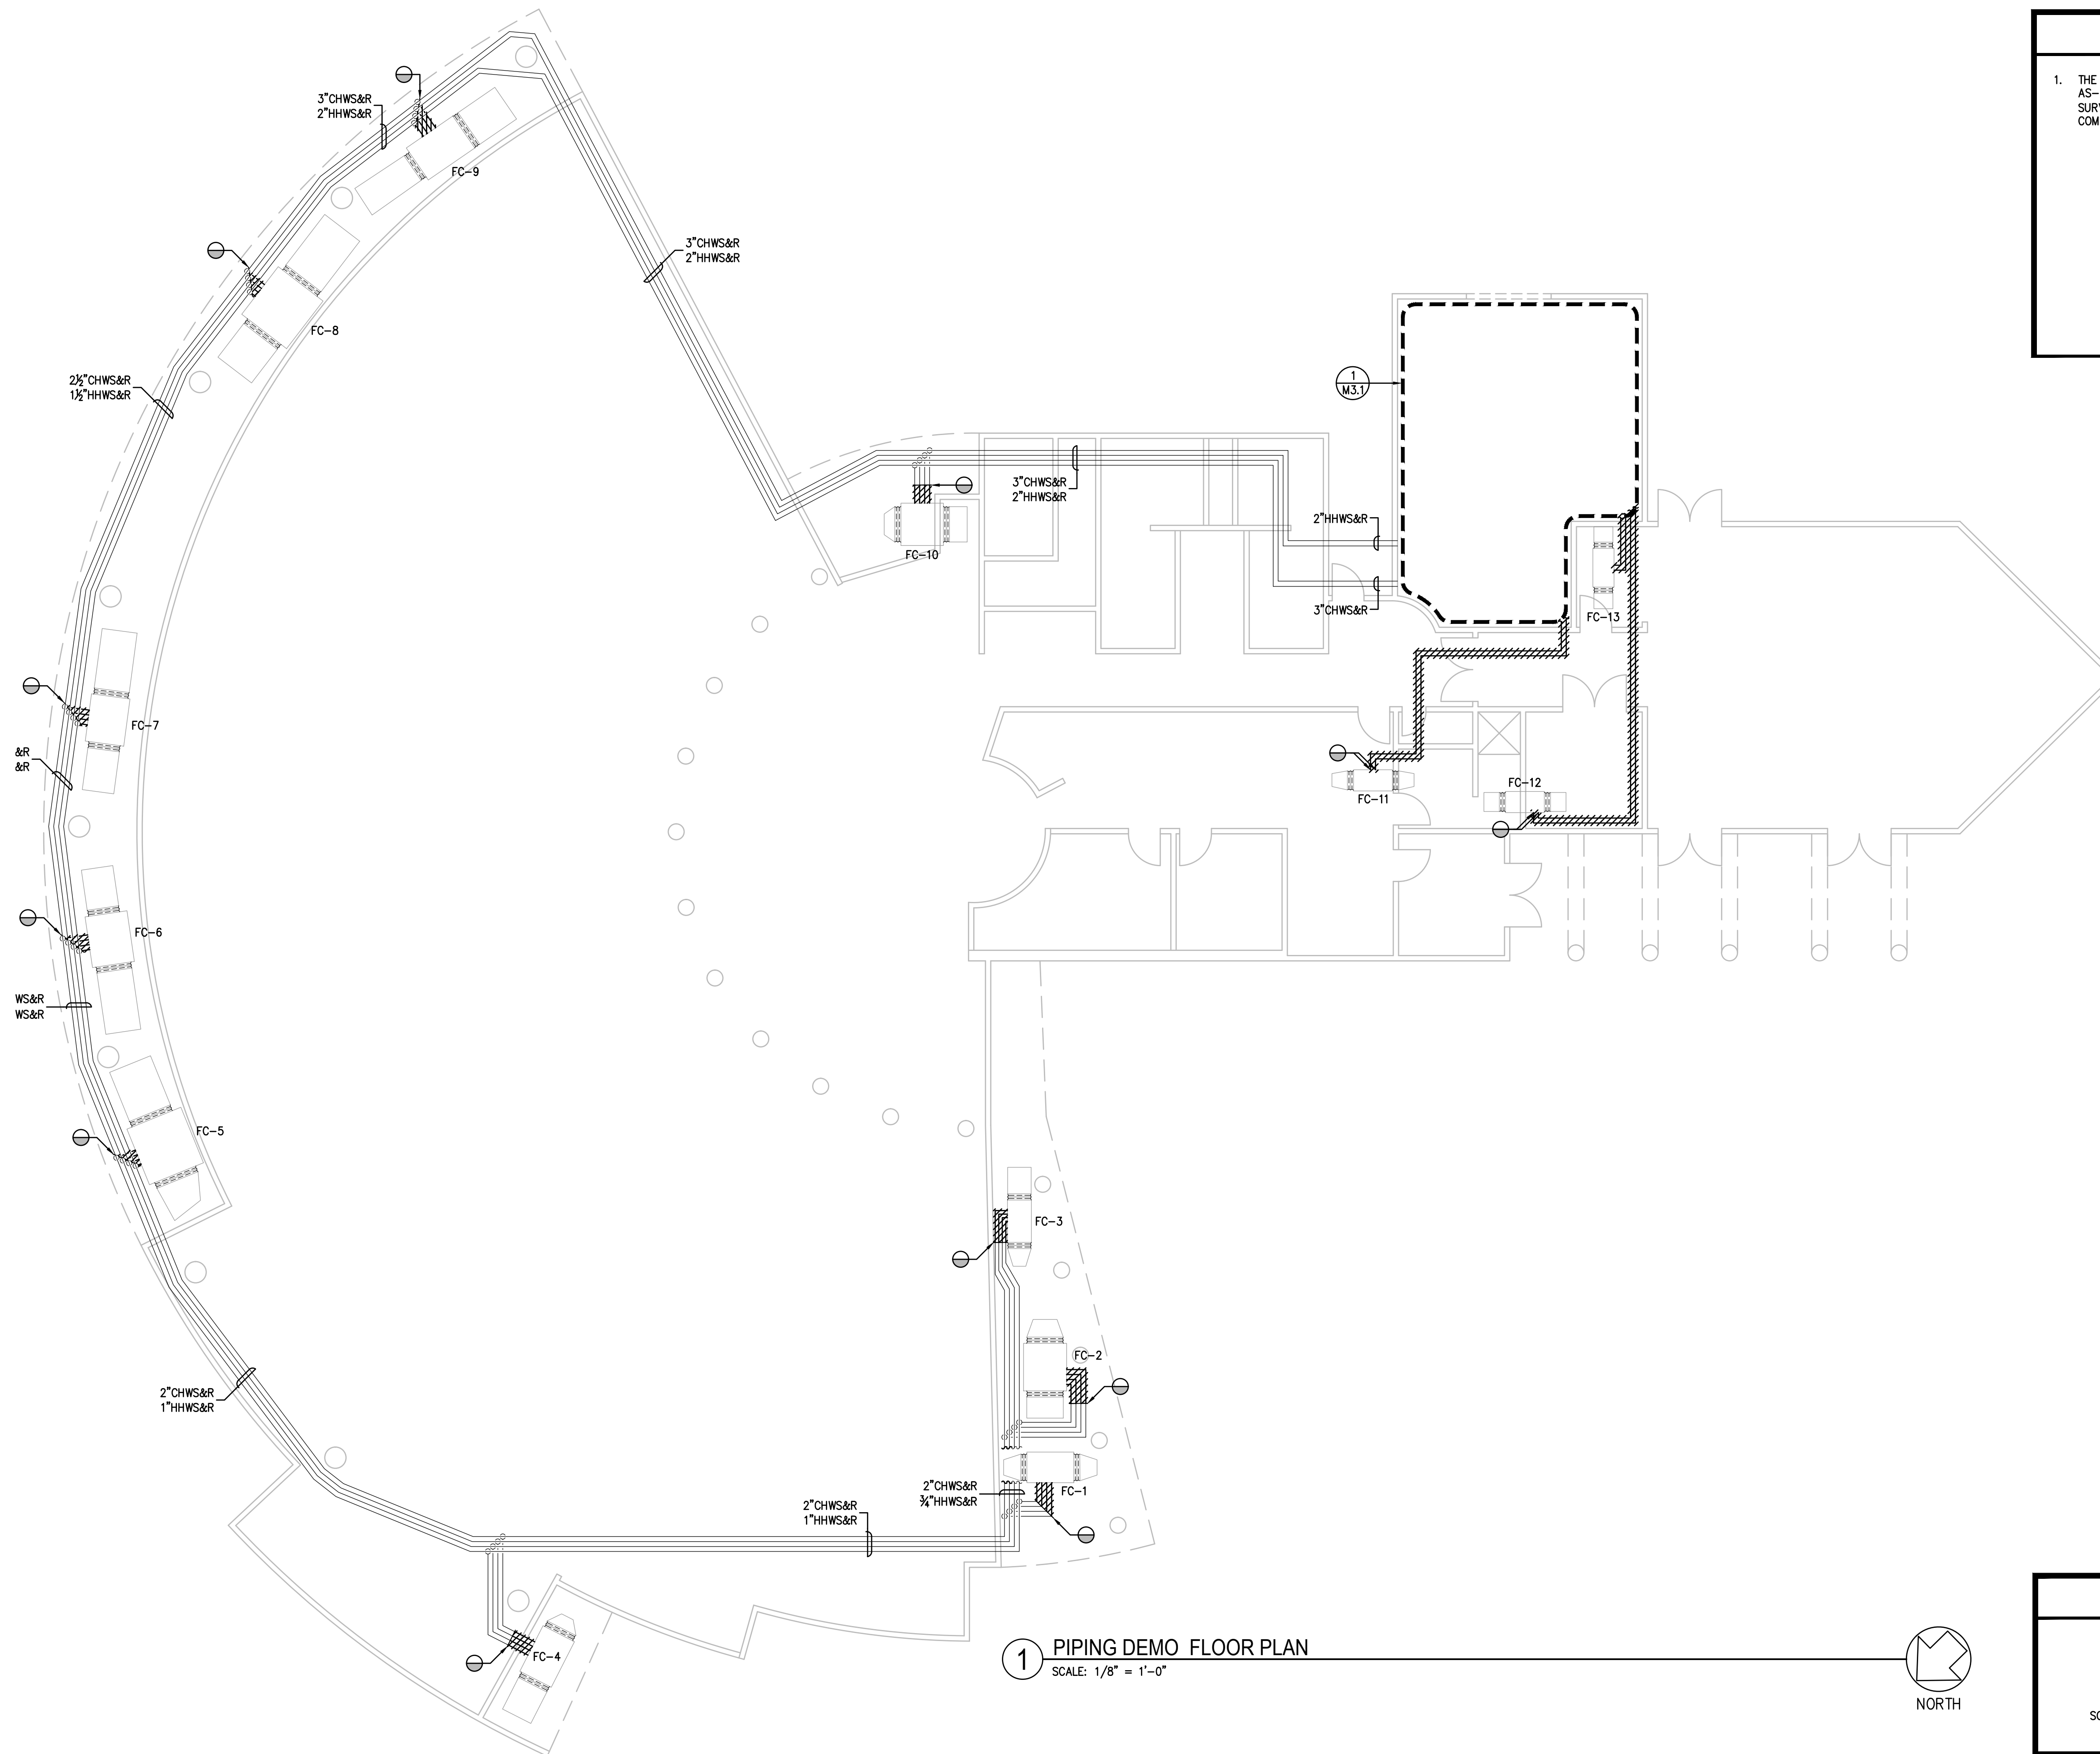 3"CHWS&R
2"HHWS&R
FC-9
1. THE
AS-
SUR
COM
3"CHWS&R
2"HHWS&R
FC-8
2½"CHWS&R
1½"HHWS&R
1
M3.1
3"CHWS&R
2"HHWS&R
2"HHWS&R
FC-10
3"CHWS&R
FC-13
FC-7
&R
&R
FC-12
FC-11
FC-6
WS&R
WS&R
FC-5
FC-3
FC-2
2"CHWS&R
1"HHWS&R
2"CHWS&R
¾"HHWS&R
FC-1
2"CHWS&R
1"HHWS&R
FC-4
1 PIPING DEMO FLOOR PLAN
SCALE: 1/8" = 1'-0"
NORTH